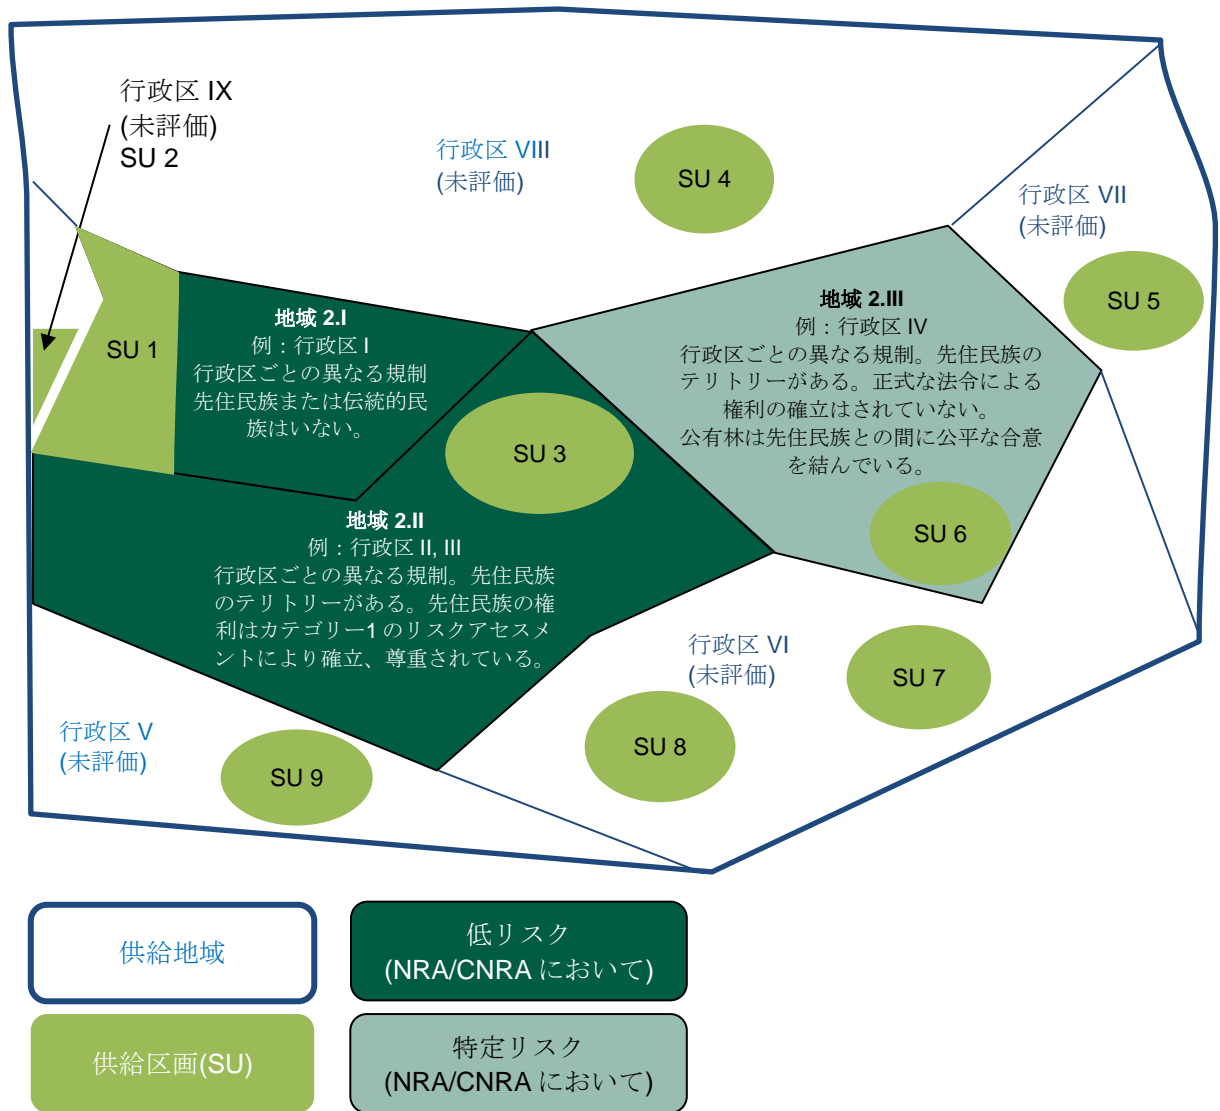 行政区 IX
(未評価)
SU 2
行政区 VIII
(未評価)
SU 4
行政区 VII
(未評価)
SU 5
SU 1
地域 2.I
例：行政区 I
行政区ごとの異なる規制
先住民族または伝統的民
族はいない。
地域 2.III
例：行政区 IV
行政区ごとの異なる規制。先住民族の
テリトリーがある。正式な法令による
権利の確立はされていない。
公有林は先住民族との間に公平な合意
を結んでいる。
SU 3
SU 6
地域 2.II
例：行政区 II, III
行政区ごとの異なる規制。先住民族
のテリトリーがある。先住民族の権
利はカテゴリー1 のリスクアセスメ
ントにより確立、尊重されている。
行政区 VI
(未評価)
SU 7
SU 8
行政区 V
(未評価)
SU 9
供給地域
低リスク
(NRA/CNRA において)
供給区画(SU)
特定リスク
(NRA/CNRA において)